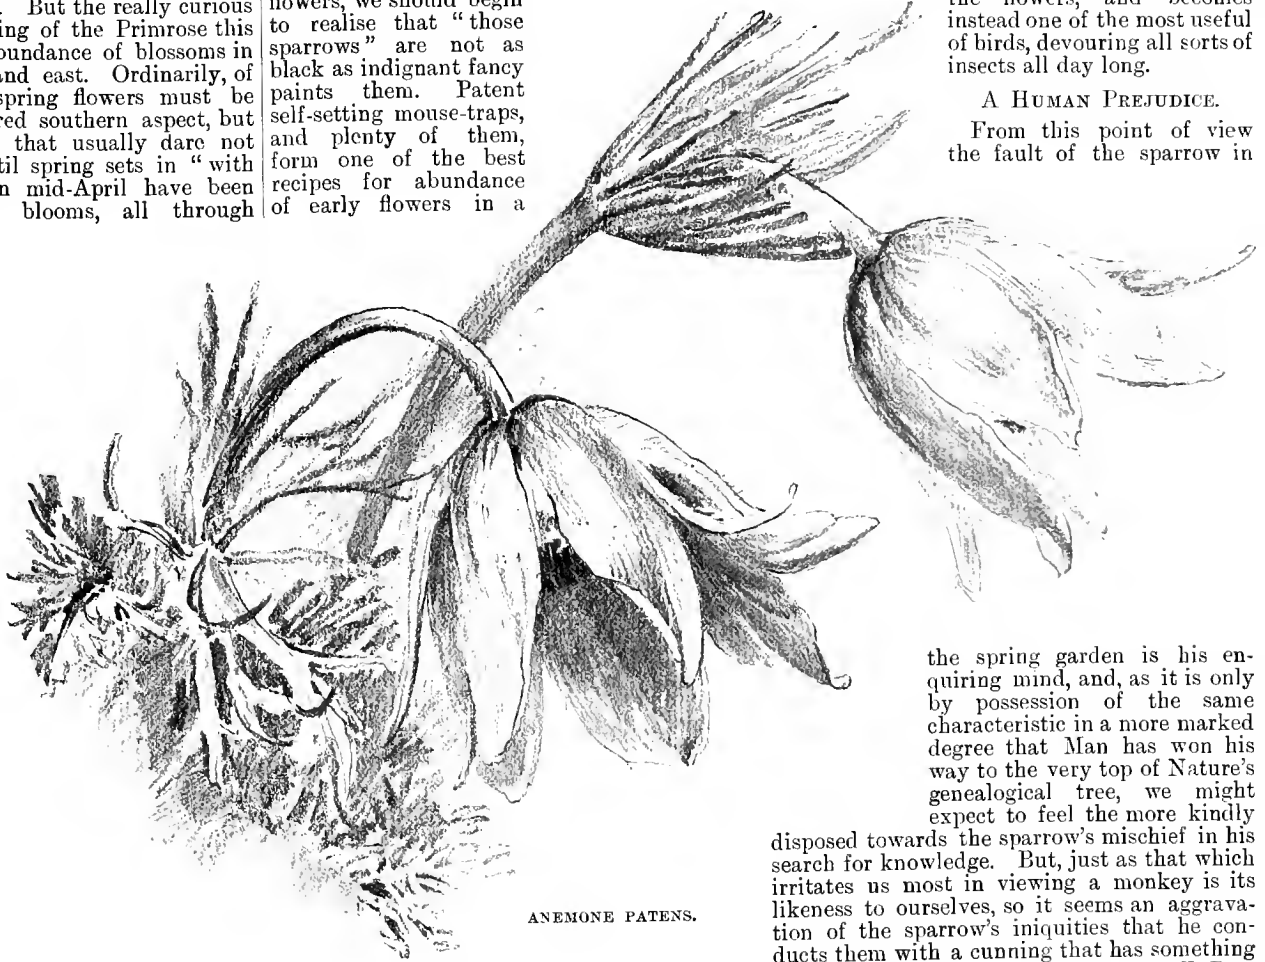 But the really curious
ing of the Primrose this
oundance of blossoms in
and east. Ordinarily, of
spring flowers must be
red southern aspect, but
that usually dare not
til spring sets in “ with
n mid-April have been
blooms, all through
flowers, we should begin
to realise that “ those
sparrows ” are not as
black as indignant fancy
paints them. Patent
self-setting mouse-traps,
and plenty of them,
form one of the best
recipes for abundance
of early flowers in a
the flowers, and becomes
instead one of the most useful
of birds, devouring all sorts of
insects all day long.
A HUMAN PREJUDICE.
From this point of view
the fault of the sparrow in
the spring garden is his en-
quiring mind, and, as it is only
by possession of the same
characteristic in a more marked
degree that Man has won his
way to the very top of Nature's
genealogical tree, we might
expect to feel the more kindly
disposed towards the sparrow's mischief in his
search for knowledge. But, just as that which
irritates us most in viewing a monkey is its
likeness to ourselves, so it seems an aggrava-
tion of the sparrow's iniquities that he con-
ducts them with a cunning that has something
ANEMONE PATENS.